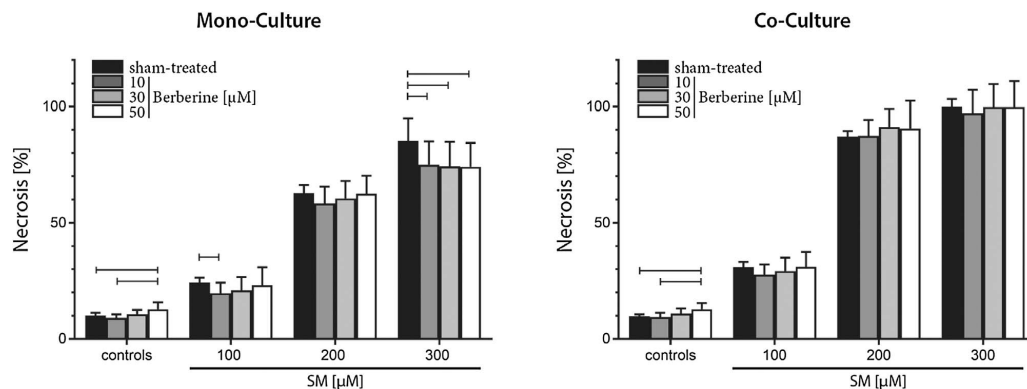 Mono-Culture
sham-treated
10
30 Berberine [µM]
50
100
50
0
Necrosis [%]
controls 100 200 300
SM [µM]
Co-Culture
sham-treated
10
30 Berberine [µM]
50
100
50
0
Necrosis [%]
controls 100 200 300
SM [µM]